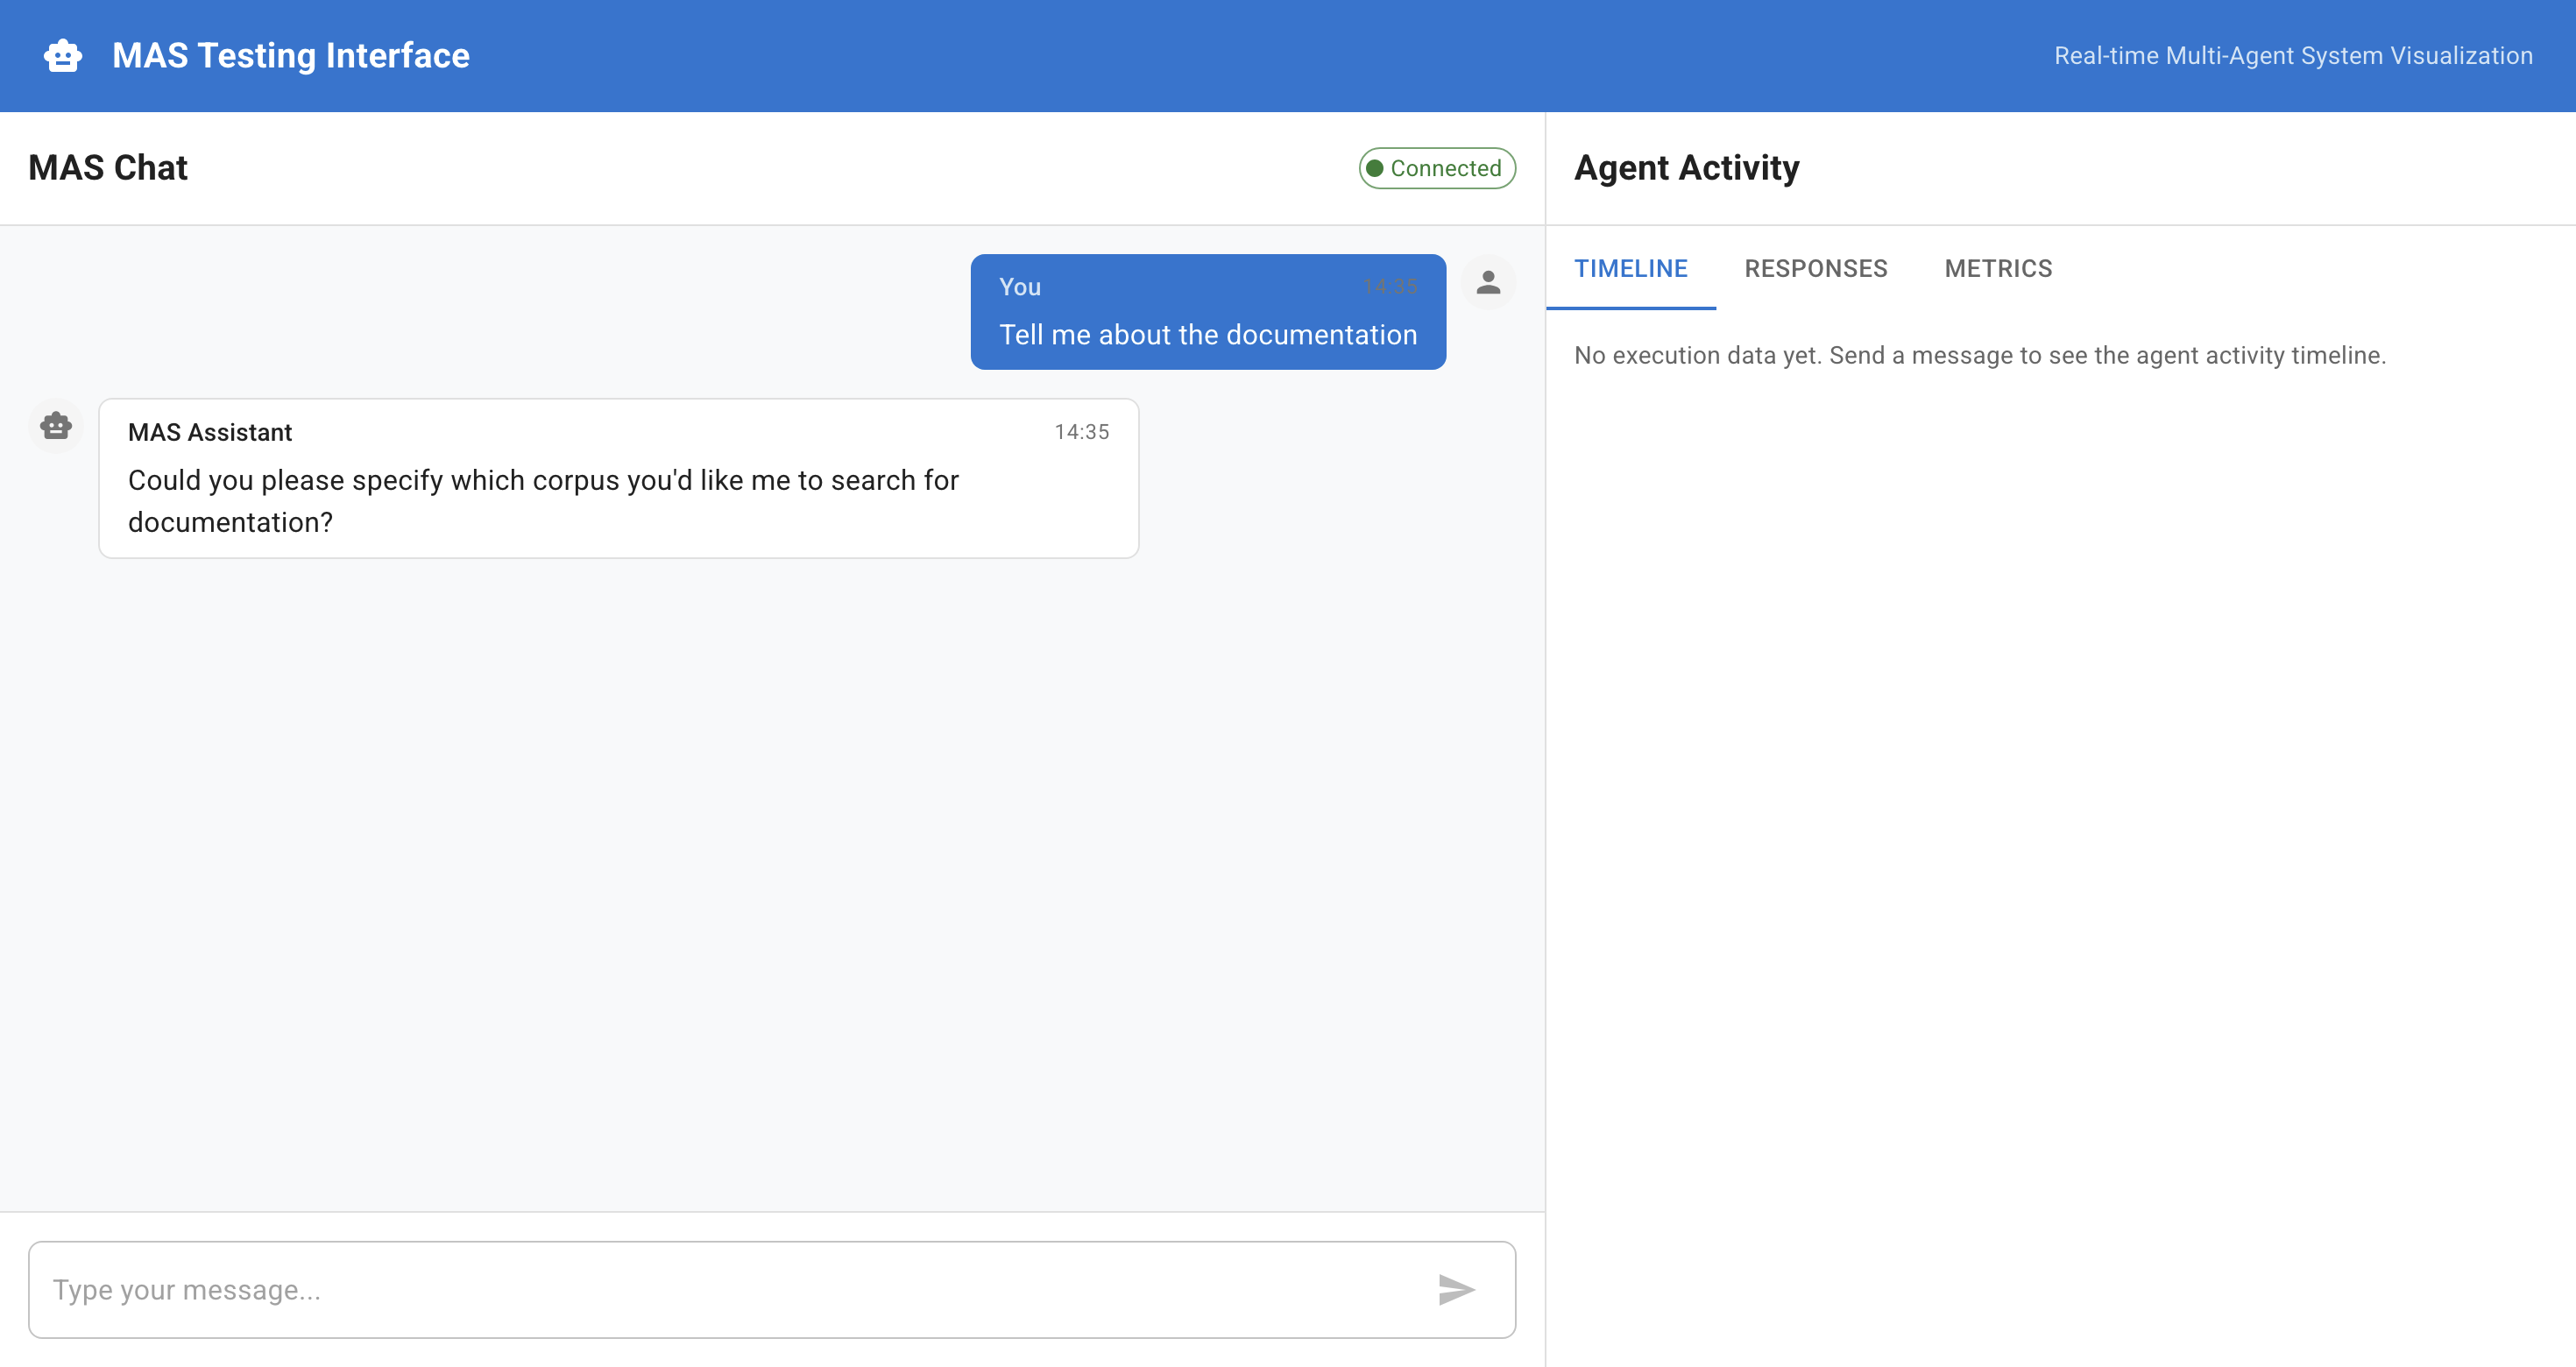 MAS Testing Interface
Real-time Multi-Agent System Visualization
MAS Chat
Connected
You 14:35
Tell me about the documentation
MAS Assistant 14:35
Could you please specify which corpus you'd like me to search for
documentation?
Type your message...
Agent Activity
TIMELINE RESPONSES METRICS
No execution data yet. Send a message to see the agent activity timeline.